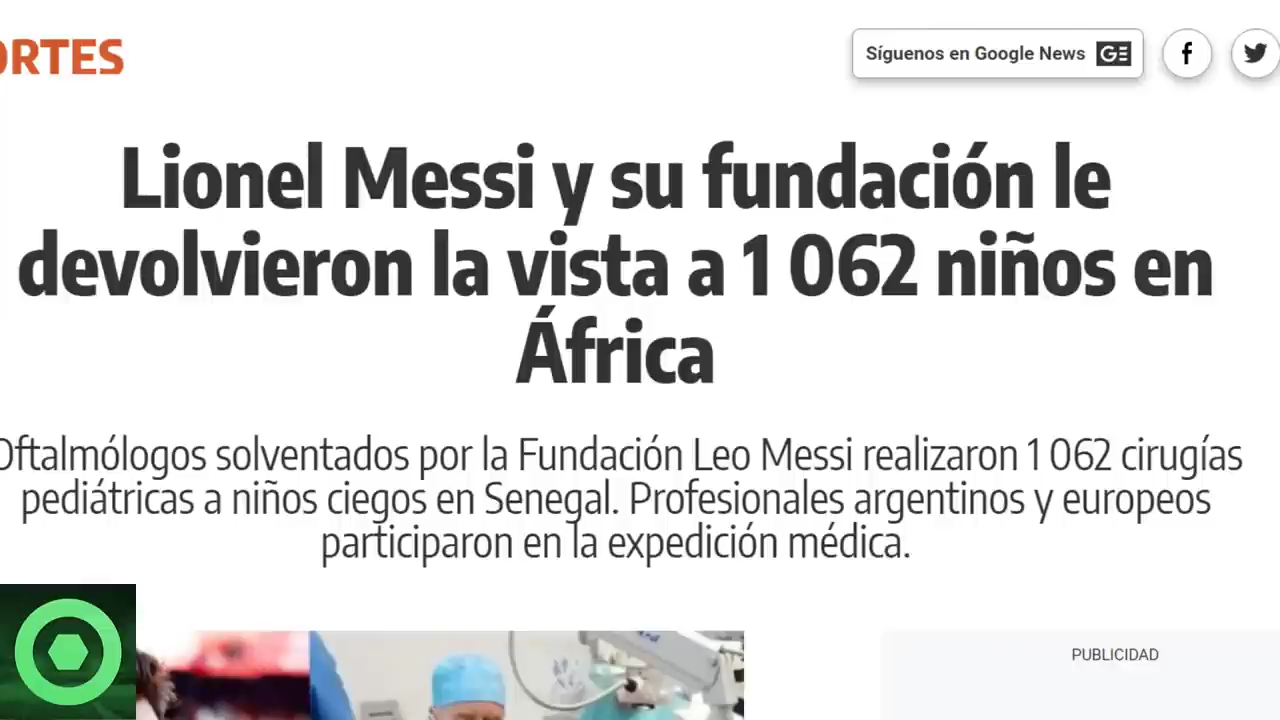 ORTES
Síguenos en Google News GE
Lionel Messi y su fundación le
devolvieron la vista a 1 062 niños en
África
Oftalmólogos solventados por la Fundación Leo Messi realizaron 1 062 cirugías
pediátricas a niños ciegos en Senegal. Profesionales argentinos y europeos
participaron en la expedición médica.
PUBLICIDAD